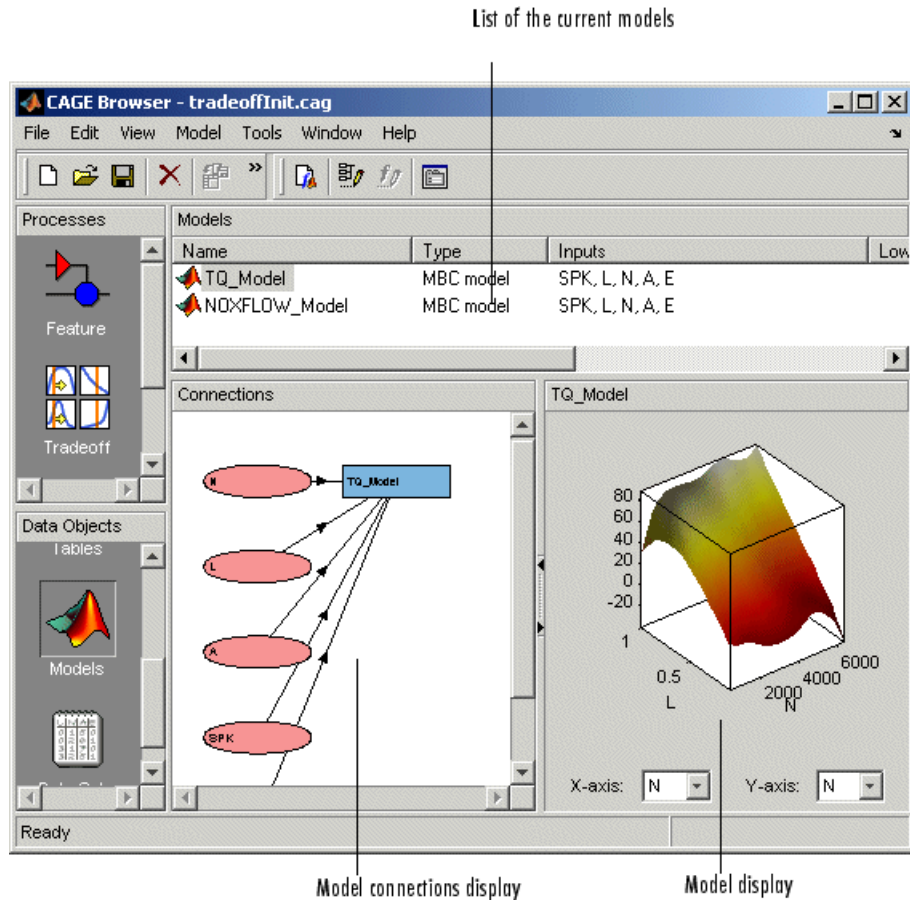 List of the current models
CAGE Browser - tradeoffInit.cag
File Edit View Model Tools Window Help
»
Processes
Feature
Tradeoff
Data Objects
Tables
Models
Models
Name Type Inputs Low
TQ_Model MBC model SPK, L, N, A, E
NOXFLOW_Model MBC model SPK, L, N, A, E
Connections
N
TQ_Model
L
A
SPK
TQ_Model
80
60
40
20
0
-20
1
0.5
L
2000
4000
6000
N
X-axis: N Y-axis: N
Ready
Model connections display
Model display